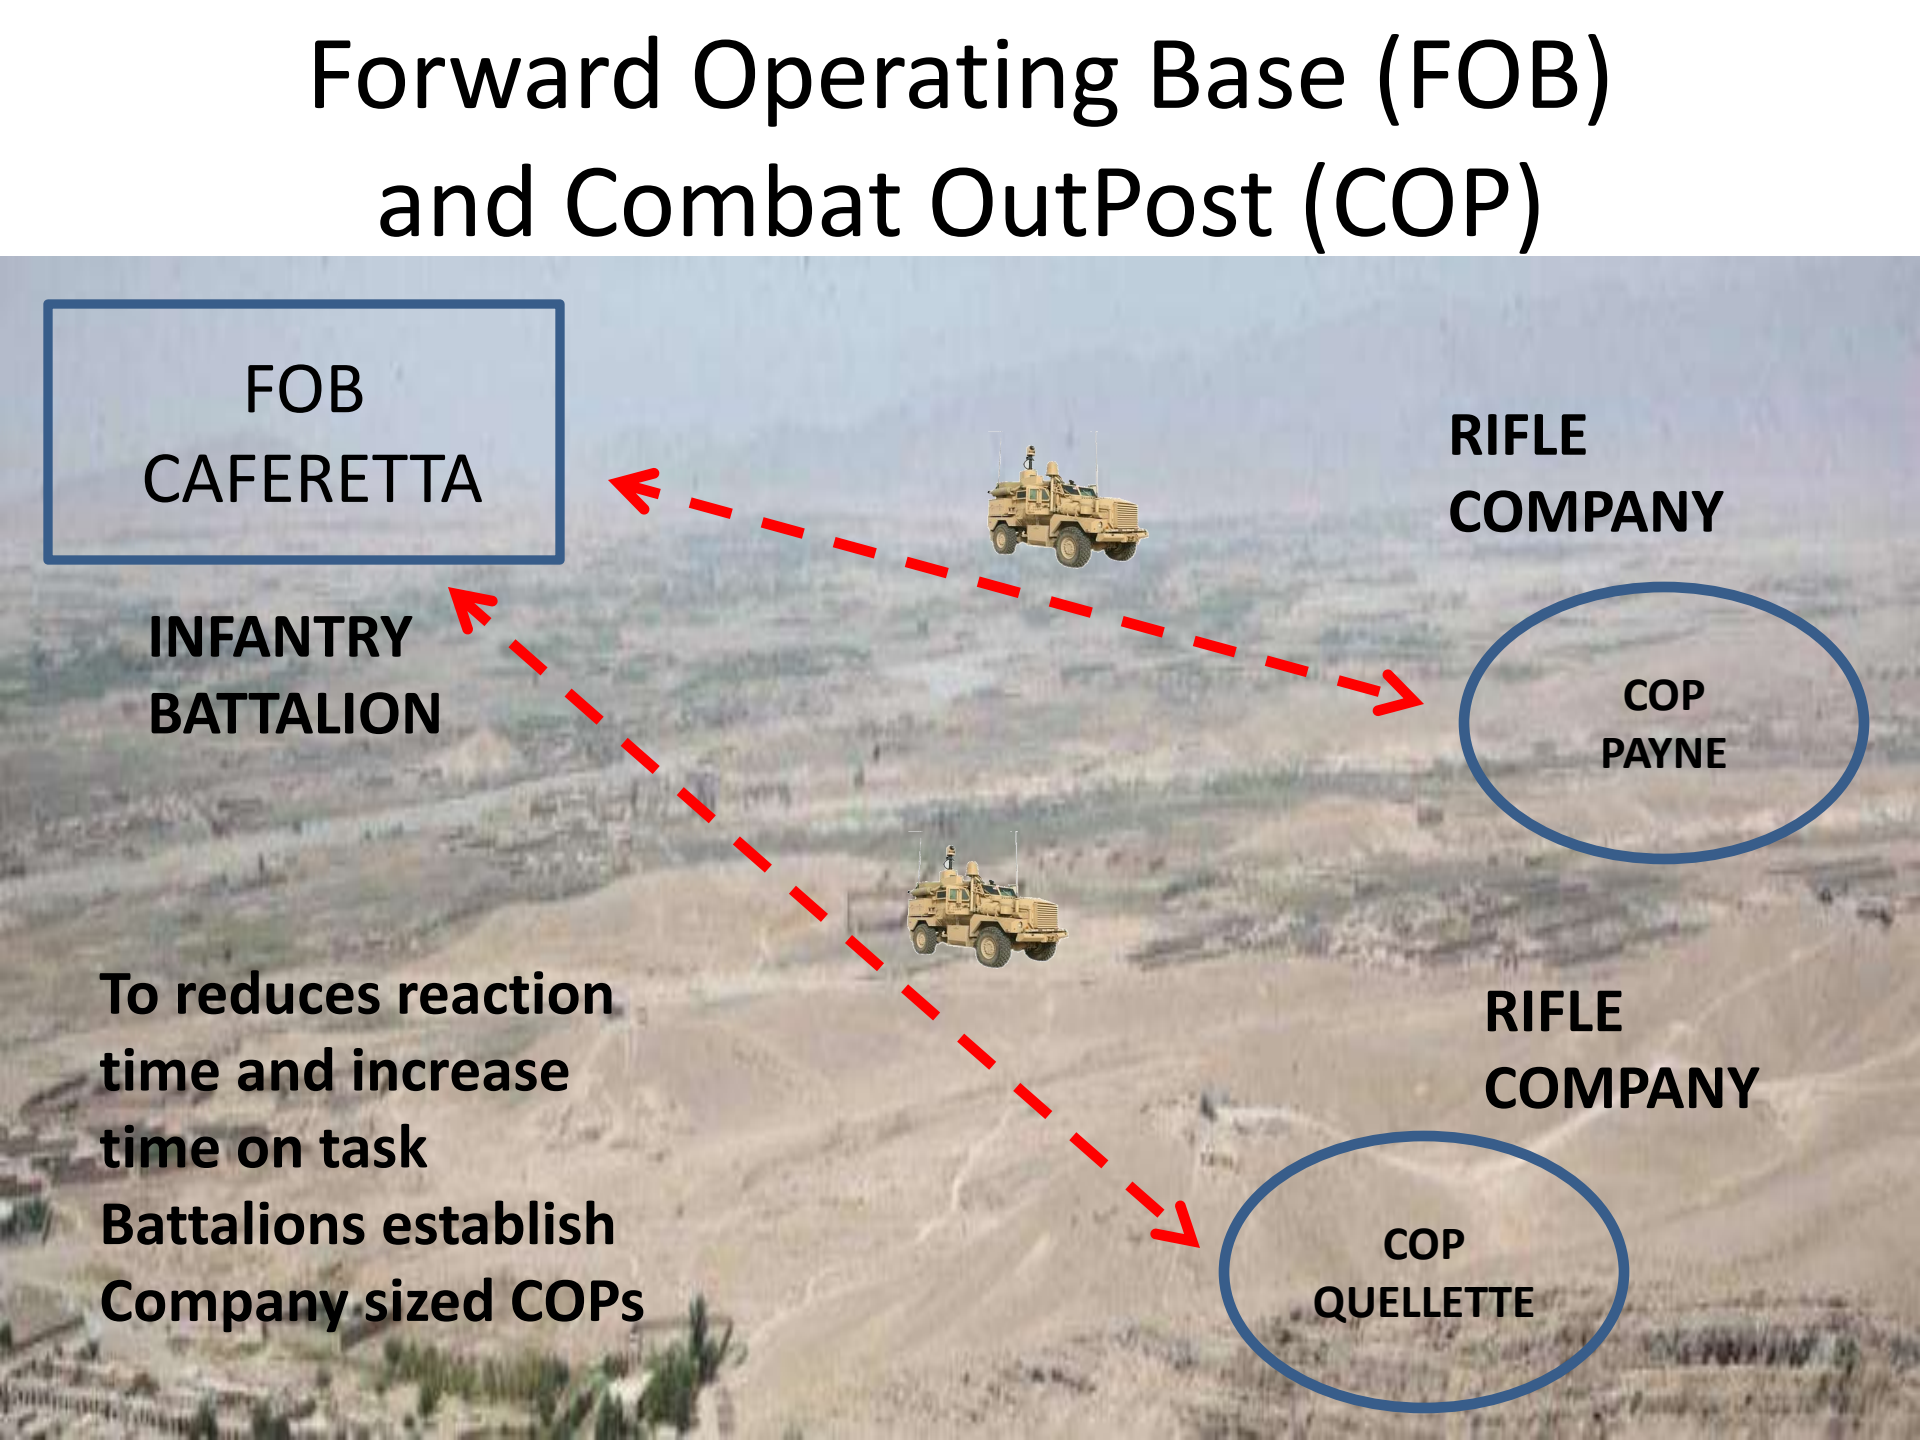 Forward Operating Base (FOB)
and Combat OutPost (COP)
FOB
CAFERETTA
INFANTRY
BATTALION
RIFLE
COMPANY
COP
PAYNE
To reduces reaction
time and increase
time on task
Battalions establish
Company sized COPs
RIFLE
COMPANY
COP
QUELLETTE